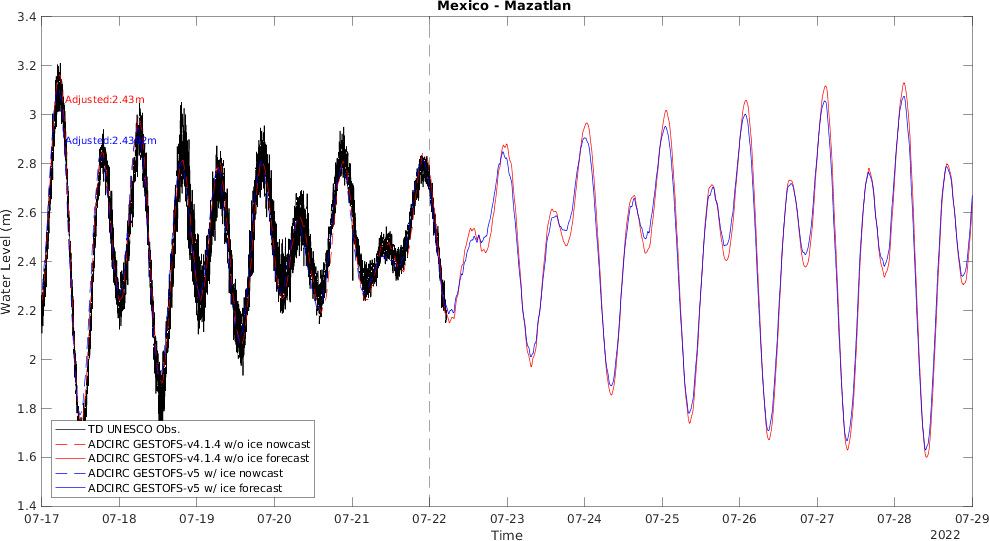 Mexico - Mazatlan
Water Level (m)
3.4
3.2
3
2.8
2.6
2.4
2.2
2
1.8
1.6
1.4
Adjusted:2.43m
TD UNESCO Obs.
ADCIRC GESTOFS-v4.1.4 w/o ice nowcast
ADCIRC GESTOFS-v4.1.4 w/o ice forecast
ADCIRC GESTOFS-v5 w/ ice nowcast
ADCIRC GESTOFS-v5 w/ ice forecast
07-17 07-18 07-19 07-20 07-21 07-22 07-23 07-24 07-25 07-26 07-27 07-28 07-29
Time
2022